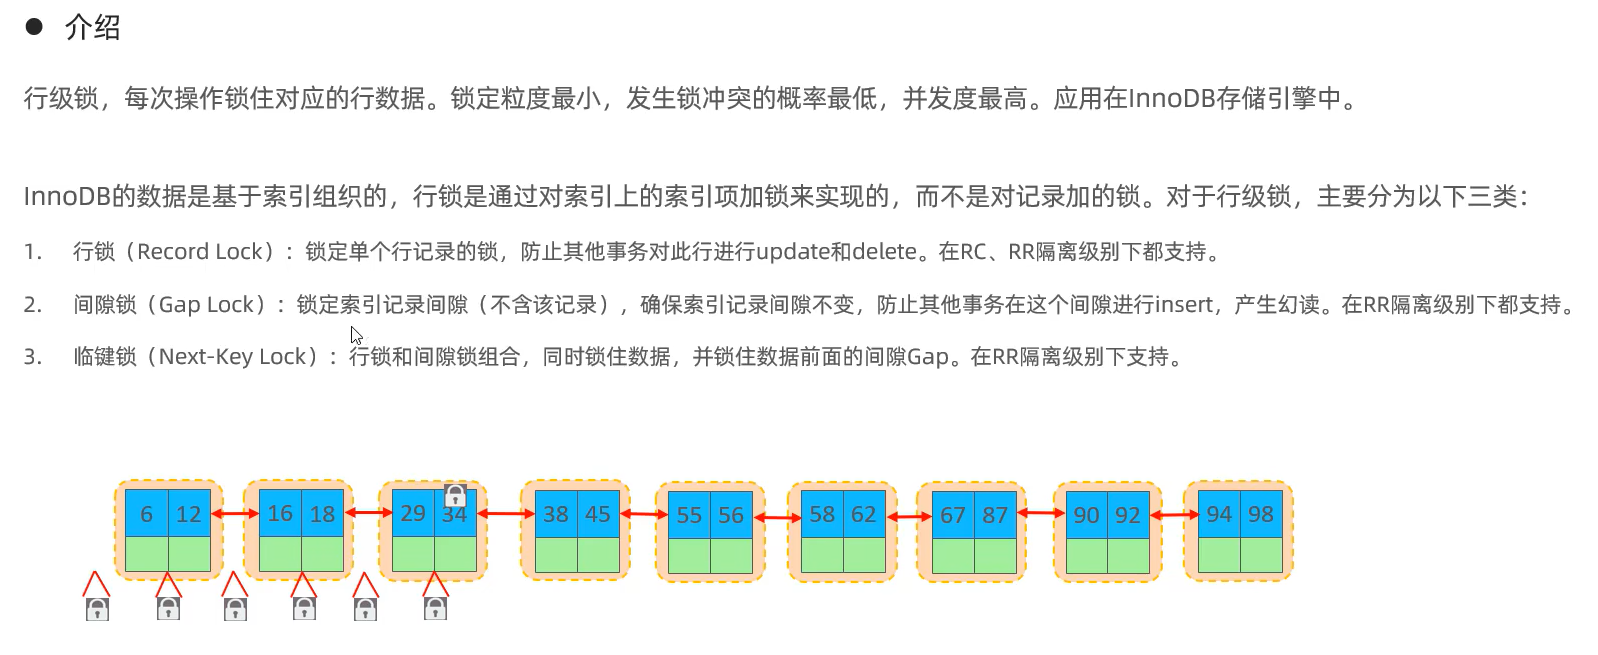 ● 介绍
行级锁，每次操作锁住对应的行数据。锁定粒度最小，发生锁冲突的概率最低，并发度最高。应用在InnoDB存储引擎中。
InnoDB的数据是基于索引组织的，行锁是通过对索引上的索引项加锁来实现的，而不是对记录加的锁。对于行级锁，主要分为以下三类：
1. 行锁（Record Lock）：锁定单个行记录的锁，防止其他事务对此行进行update和delete。在RC、RR隔离级别下都支持。
2. 间隙锁（Gap Lock）：锁定索引记录间隙（不含该记录），确保索引记录间隙不变，防止其他事务在这个间隙进行insert，产生幻读。在RR隔离级别下都支持。
3. 临键锁（Next-Key Lock）：行锁和间隙锁组合，同时锁住数据，并锁住数据前面的间隙Gap。在RR隔离级别下支持。
6 12 16 18 29 34 38 45 55 56 58 62 67 87 90 92 94 98